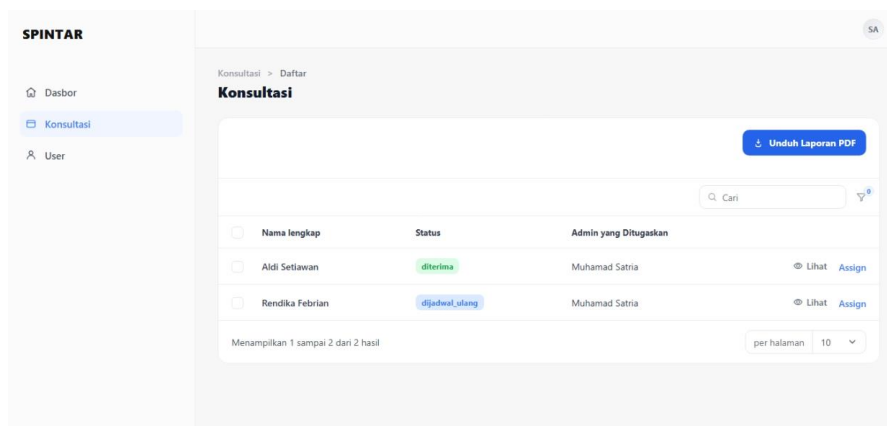 SPINTAR
SA
Dasbor
Konsultasi
User
Konsultasi > Daftar
Konsultasi
Unduh Laporan PDF
Cari
0
Nama lengkap Status Admin yang Ditugaskan
Aldi Setiawan diterima Muhamad Satria Lihat Assign
Rendika Febrian dijadwal_ulang Muhamad Satria Lihat Assign
Menampilkan 1 sampai 2 dari 2 hasil per halaman 10